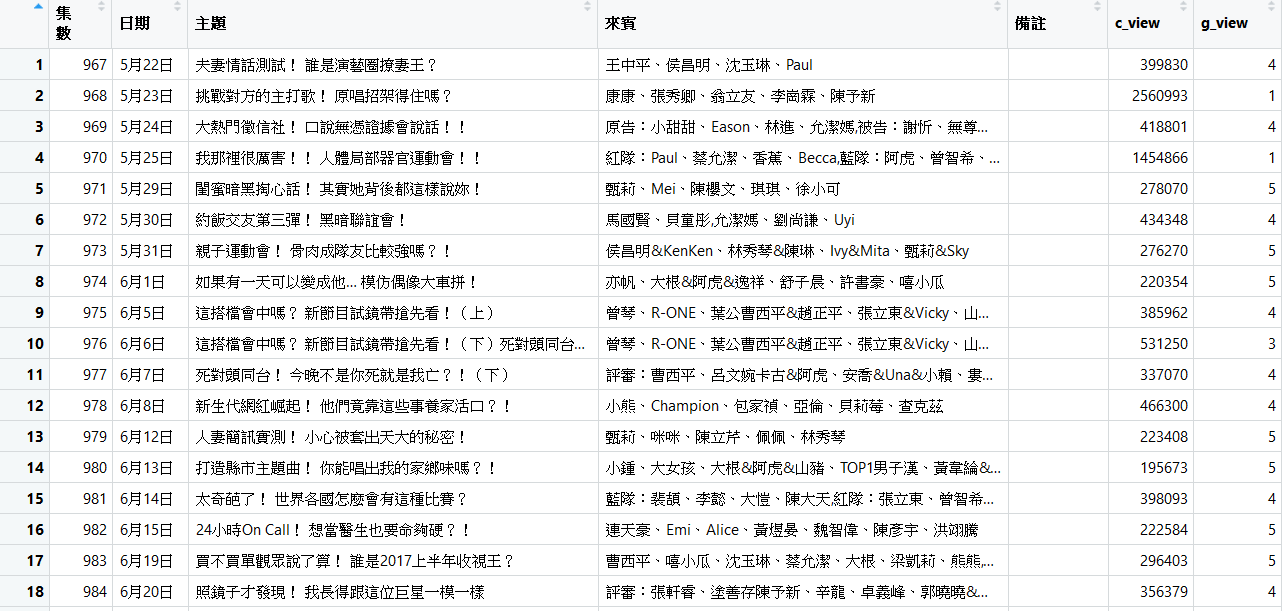 集數 日期 主題 來賓 備註 c_view g_view
1 967 5月22日 夫妻情話測試！ 誰是演藝圈撩妻王？ 王中平、侯昌明、沈玉琳、Paul 399830 4
2 968 5月23日 挑戰對方的主打歌！ 原唱招架得住嗎？ 康康、張秀卿、翁立友、李崗霖、陳予新 2560993 1
3 969 5月24日 大熱門徵信社！ 口說無憑證據會說話！！ 原告：小甜甜、Eason、林進、允潔媽,被告：謝忻、無尊... 418801 4
4 970 5月25日 我那裡很厲害！！ 人體局部器官運動會！！ 紅隊：Paul、蔡允潔、香蕉、Becca,藍隊：阿虎、曾智希、... 1454866 1
5 971 5月29日 閨蜜暗黑掏心話！ 其實她背後都這樣說妳！ 甄莉、Mei、陳櫻文、琪琪、徐小可 278070 5
6 972 5月30日 約飯交友第三彈！ 黑暗聯誼會！ 馬國賢、貝童彤,允潔媽、劉尚謙、Uyi 434348 4
7 973 5月31日 親子運動會！ 骨肉成隊友比較強嗎？！ 侯昌明&KenKen、林秀琴&陳琳、Ivy&Mita、甄莉&Sky 276270 5
8 974 6月1日 如果有一天可以變成他... 模仿偶像大車拼！ 亦帆、大根&阿虎&逸祥、舒子晨、許書豪、嘻小瓜 220354 5
9 975 6月5日 這搭檔會中嗎？ 新節目試鏡帶搶先看！（上） 曾琴、R-ONE、葉公曹西平&趙正平、張立東&Vicky、山... 385962 4
10 976 6月6日 這搭檔會中嗎？ 新節目試鏡帶搶先看！（下）死對頭同台... 曾琴、R-ONE、葉公曹西平&趙正平、張立東&Vicky、山... 531250 3
11 977 6月7日 死對頭同台！ 今晚不是你死就是我亡？！（下） 評審：曹西平、呂文婉卡古&阿虎、安喬&Una&小賴、婁... 337070 4
12 978 6月8日 新生代網紅崛起！ 他們竟靠這些事養家活口？！ 小熊、Champion、包家禎、亞倫、貝莉莓、查克茲 466300 4
13 979 6月12日 人妻簡訊實測！ 小心被套出天大的秘密！ 甄莉、咪咪、陳立芹、佩佩、林秀琴 223408 5
14 980 6月13日 打造縣市主題曲！ 你能唱出我的家鄉味嗎？！ 小鍾、大女孩、大根&阿虎&山豬、TOP1男子漢、黃韋綸&... 195673 5
15 981 6月14日 太奇葩了！ 世界各國怎麼會有這種比賽？ 藍隊：裴頡、李懿、大愷、陳大天,紅隊：張立東、曾智希... 398093 4
16 982 6月15日 24小時On Call！ 想當醫生也要命夠硬？！ 連天豪、Emi、Alice、黃煜晏、魏智偉、陳彥宇、洪翊騰 222584 5
17 983 6月19日 買不買單觀眾說了算！ 誰是2017上半年收視王？ 曹西平、嘻小瓜、沈玉琳、蔡允潔、大根、梁凱莉、熊熊,... 296403 5
18 984 6月20日 照鏡子才發現！ 我長得跟這位巨星一模一樣 評審：張軒睿、塗善存陳予新、辛龍、卓義峰、郭曉曉&... 356379 4